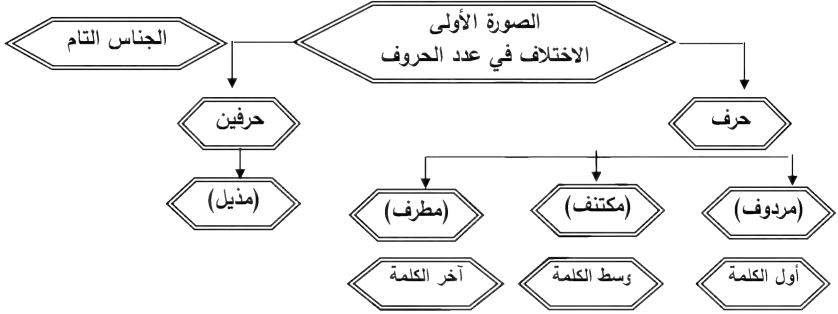 الصورة الأولى
الاختلاف في عدد الحروف
الجناس التام
حرف
حرفين
(مردوف)
(مكتنف)
(مطرف)
(مذيل)
أول الكلمة
وسط الكلمة
آخر الكلمة